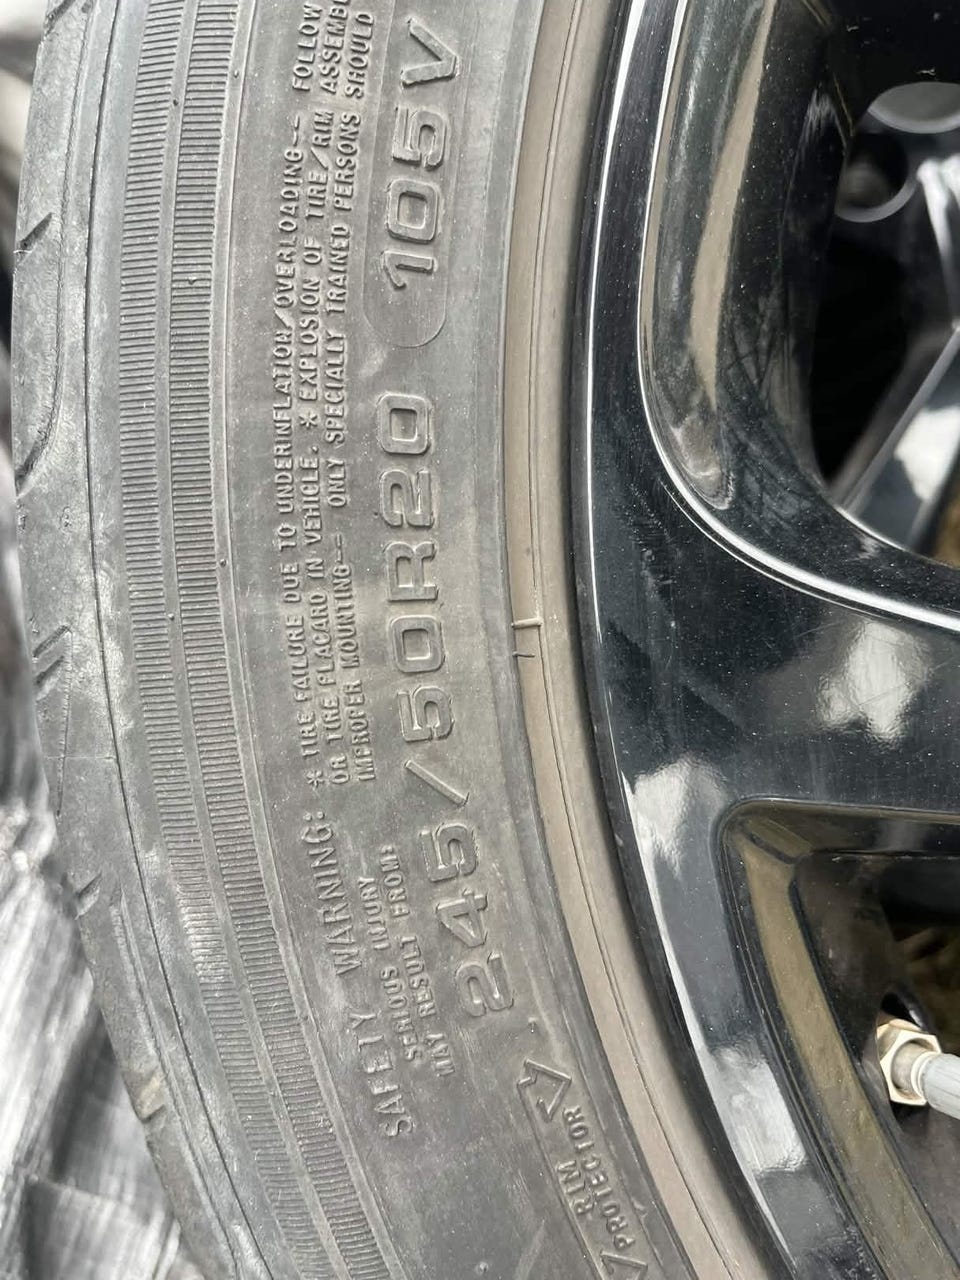 SAFETY WARNING:
SERIOUS INJURY
MAY RESULT FROM:
* TIRE FAILURE DUE TO UNDERINFLATION/OVERLOADING-- FOLLOW
OR TIRE PLACARD IN VEHICLE. * EXPLOSION OF TIRE/RIM ASSEMBL
IMPROPER MOUNTING-- ONLY SPECIALLY TRAINED PERSONS SHOULD
245/50R20 105V
RIM
PROTECTOR